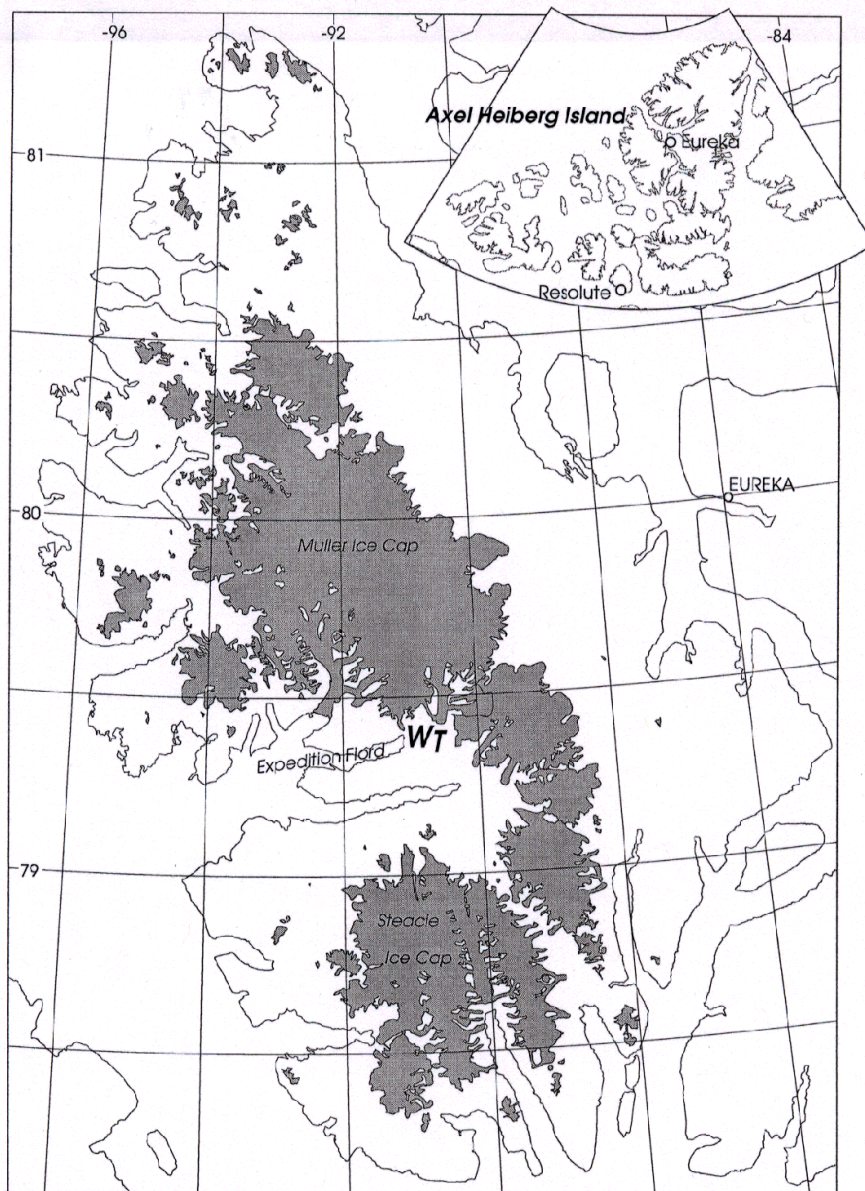 -96
-92
-84
81
Axel Heiberg Island
Eureka
Resolute
80
EUREKA
Muller Ice Cap
WT
Expedition Fiord
79
Steacie
Ice Cap